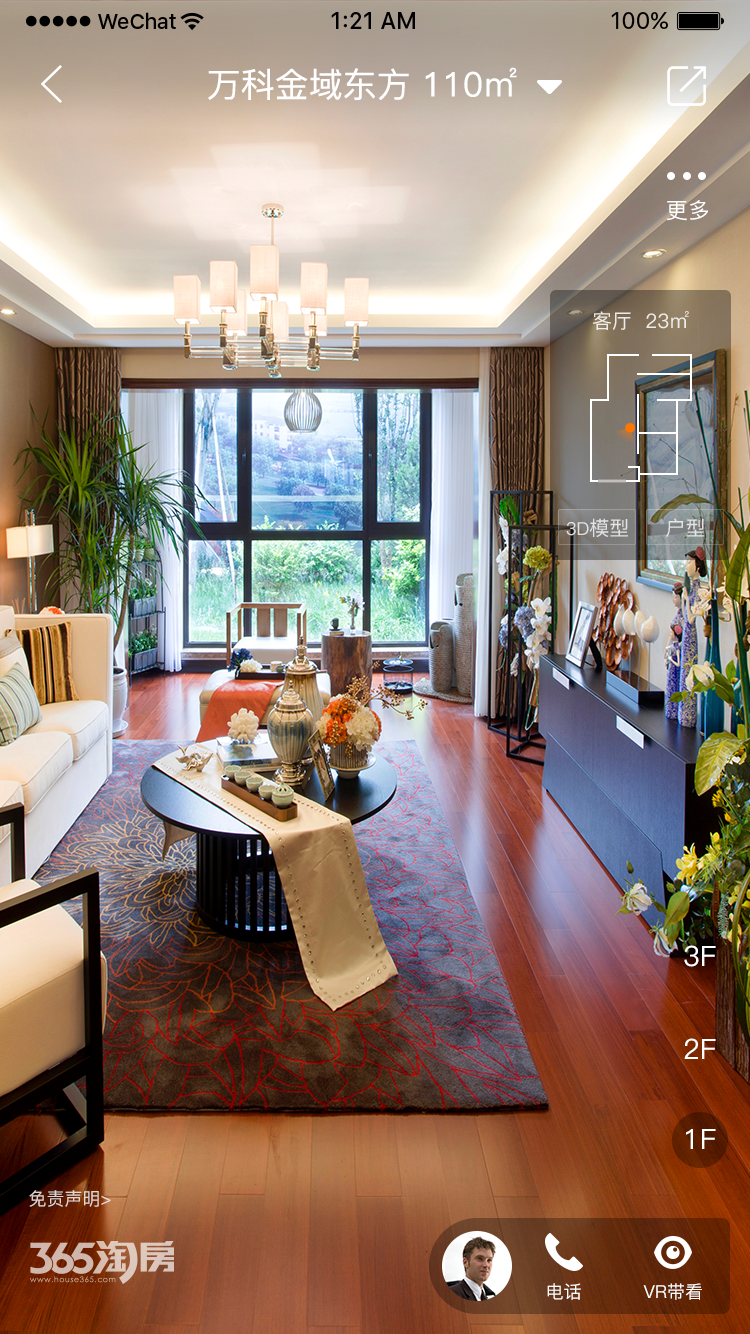 WeChat 1:21 AM 100%
万科金域东方 110㎡
更多
客厅 23㎡
3D模型 户型
3F
2F
1F
免责声明>
365淘房
www.house365.com
电话 VR带看